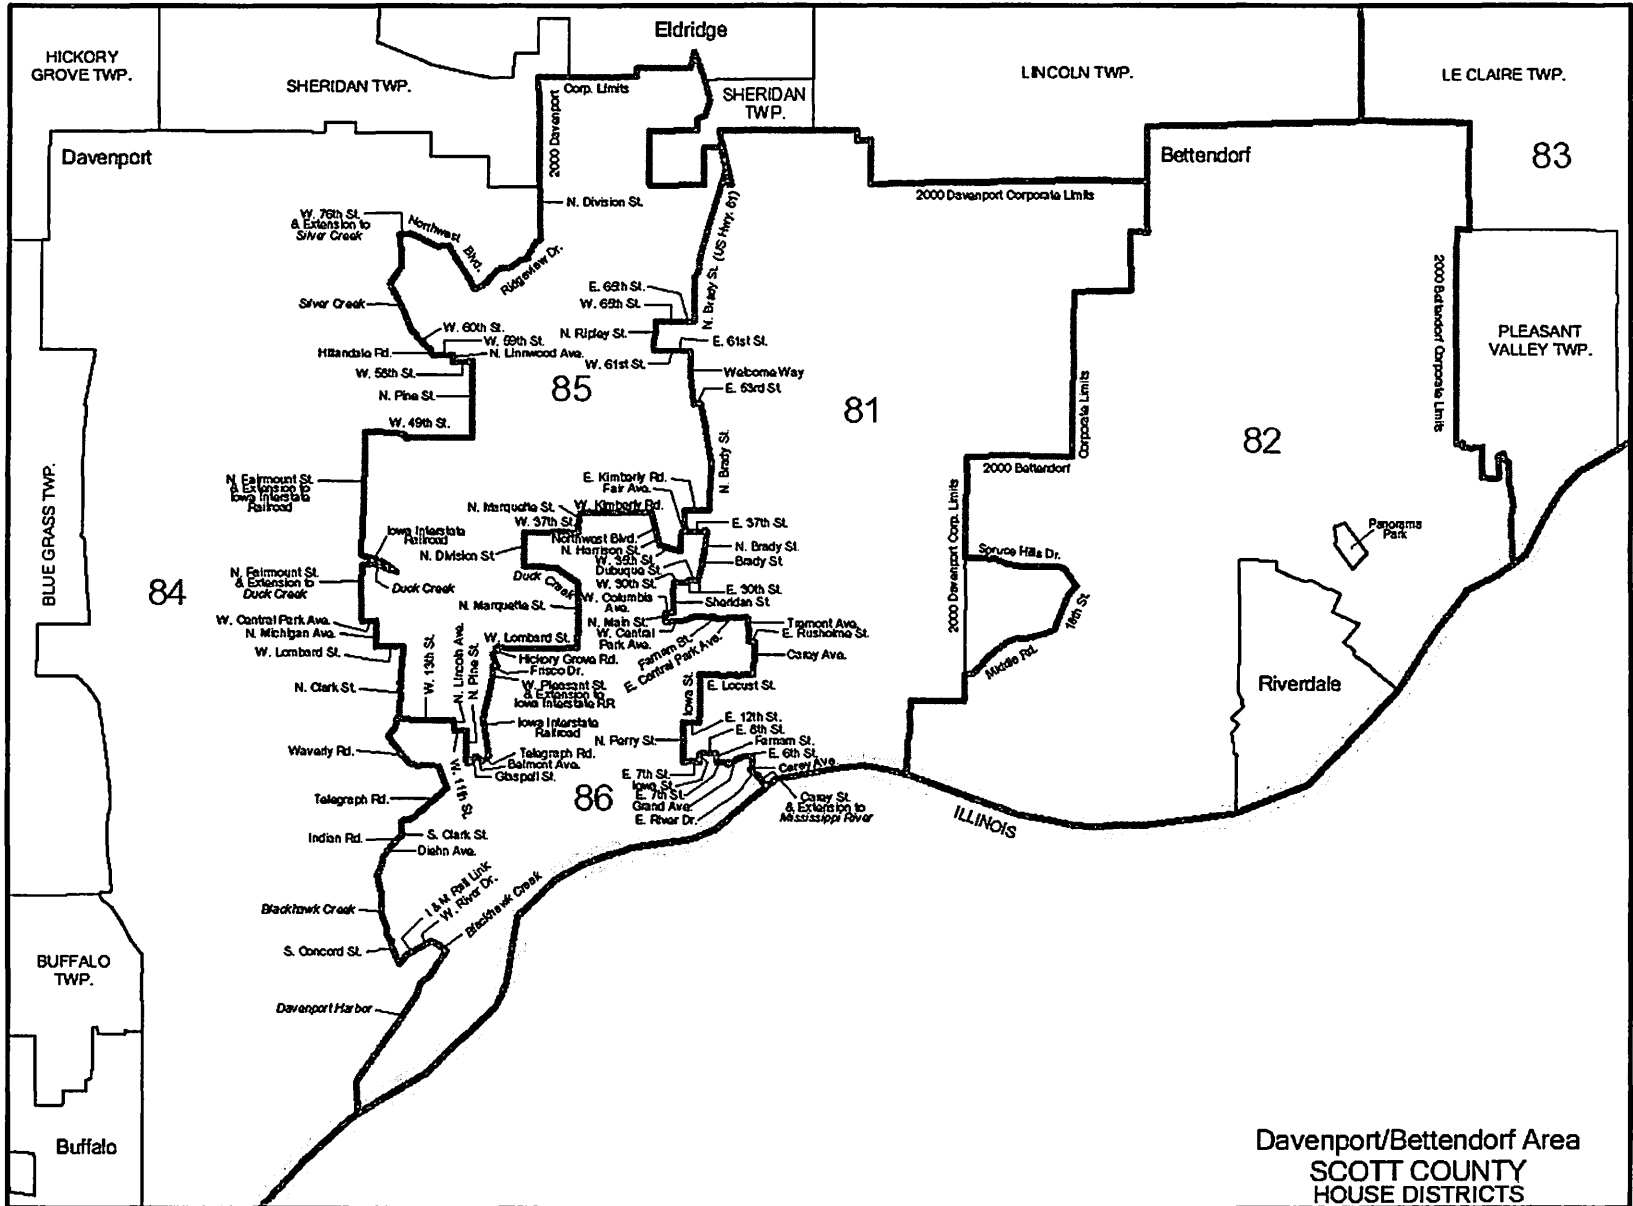 Eldridge
HICKORY
GROVE TWP.
SHERIDAN TWP.
LINCOLN TWP.
LE CLAIRE TWP.
Corp. Limits
SHERIDAN
TWP.
2000 Davenport
Davenport
Bettendorf
83
2000 Davenport Corporate Limits
N. Division St.
W. 76th St.
& Extension to
Silver Creek
Northwest Blvd.
Ridgeview Dr.
N. Brady St. (US Hwy. 61)
2000 Bettendorf Corporate Limits
E. 65th St.
W. 65th St.
Silver Creek
N. Ripley St.
W. 60th St.
W. 59th St.
E. 61st St.
PLEASANT
VALLEY TWP.
Hillandale Rd.
N. Linnwood Ave.
W. 61st St.
W. 58th St.
Welcome Way
85
E. 53rd St.
N. Pine St.
Corporate Limits
81
W. 49th St.
82
N. Brady St.
2000 Bettendorf
N. Fairmount St.
& Extension to
Iowa Interstate
Railroad
E. Kimberly Rd.
Fair Ave.
N. Marquette St.
W. Kimberly Rd.
W. 37th St.
E. 37th St.
BLUE GRASS TWP.
2000 Davenport Corp. Limits
Panorama
Park
Iowa Interstate
Railroad
Northwest Blvd.
N. Harrison St.
N. Brady St.
N. Division St
Spruce Hills Dr.
W. 35th St.
Brady St.
Dubuque St.
N. Fairmount St.
& Extension to
Duck Creek
Duck Creek
Duck Creek
W. 30th St.
E. 30th St.
84
W. Columbia
Ave.
Sheridan St
N. Marquette St.
18th St.
W. Central Park Ave.
N. Michigan Ave.
N. Main St.
W. Central
Park Ave.
Tremont Ave.
E. Rusholme St.
W. Lombard St.
W. Lombard St.
Farnam St.
E. Central Park Ave.
Carey Ave.
Hickory Grove Rd.
Frisco Dr.
Middle Rd.
W. 13th St.
N. Lincoln Ave.
N. Pine St.
N. Clark St.
W. Pleasant St.
& Extension to
Iowa Interstate RR
E. Locust St.
Riverdale
Iowa St.
Iowa Interstate
Railroad
E. 12th St.
E. 8th St.
N. Perry St.
Farnam St.
Waverly Rd.
Telegraph Rd.
E. 6th St.
Belmont Ave.
Carey Ave.
W. 11th St.
Gaspell St.
E. 7th St.
Iowa St.
E. 7th St.
Grand Ave.
E. River Dr.
Telegraph Rd.
86
Carey St.
& Extension to
Mississippi River
ILLINOIS
Indian Rd.
S. Clark St.
Diehn Ave.
I & M Rail Link
W. River Dr.
Blackhawk Creek
Blackhawk Creek
S. Concord St.
BUFFALO
TWP.
Davenport Harbor
Buffalo
Davenport/Bettendorf Area
SCOTT COUNTY
HOUSE DISTRICTS